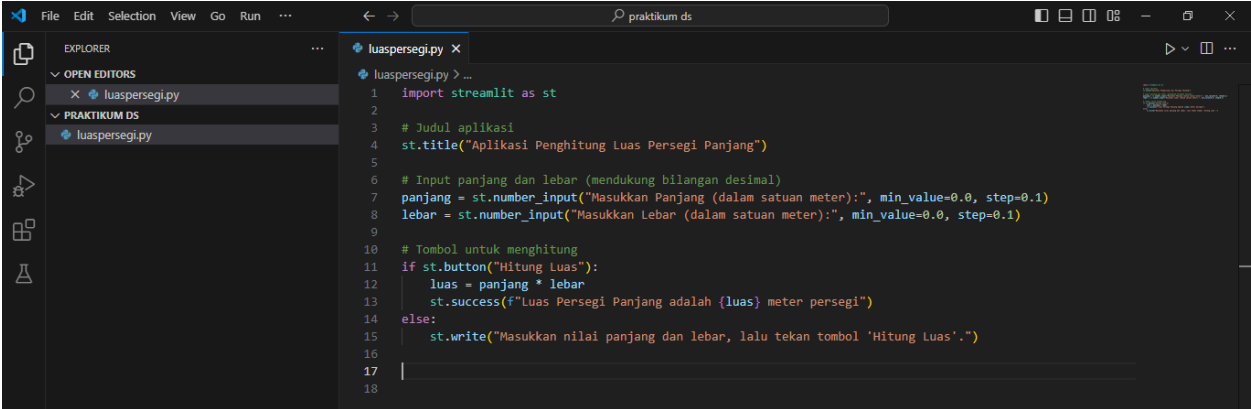 File Edit Selection View Go Run ... praktikum ds
EXPLORER ...
OPEN EDITORS
luaspersegi.py
PRAKTIKUM DS
luaspersegi.py
luaspersegi.py
luaspersegi.py > ...
1 import streamlit as st
2
3 # Judul aplikasi
4 st.title("Aplikasi Penghitung Luas Persegi Panjang")
5
6 # Input panjang dan lebar (mendukung bilangan desimal)
7 panjang = st.number_input("Masukkan Panjang (dalam satuan meter):", min_value=0.0, step=0.1)
8 lebar = st.number_input("Masukkan Lebar (dalam satuan meter):", min_value=0.0, step=0.1)
9
10 # Tombol untuk menghitung
11 if st.button("Hitung Luas"):
12 luas = panjang * lebar
13 st.success(f"Luas Persegi Panjang adalah {luas} meter persegi")
14 else:
15 st.write("Masukkan nilai panjang dan lebar, lalu tekan tombol 'Hitung Luas'.")
16
17
18